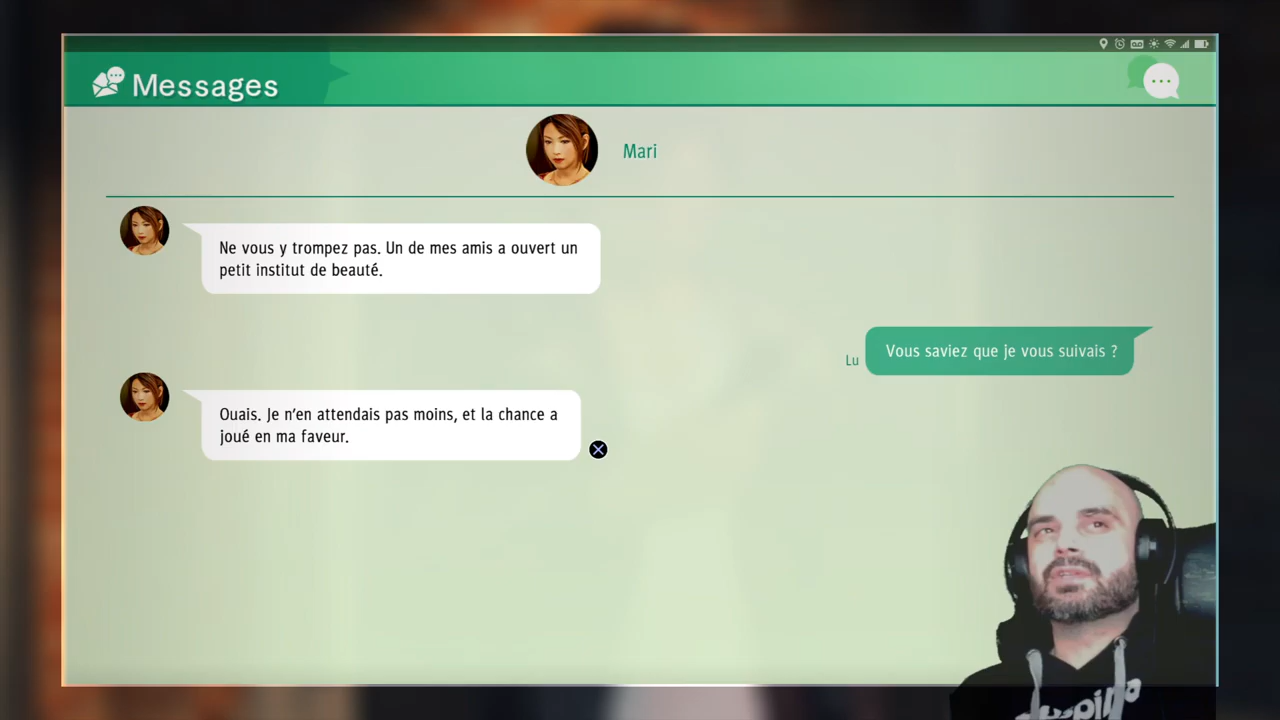 Messages
Mari
Ne vous y trompez pas. Un de mes amis a ouvert un
petit institut de beauté.
Vous saviez que je vous suivais ?
Lu
Ouais. Je n'en attendais pas moins, et la chance a
joué en ma faveur.